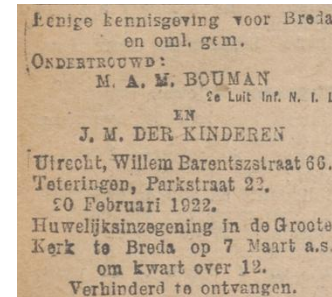 Eenige kennisgeving voor Breda
en oml. gem.
ONDERTROUWD:
M. A. M. BOUMAN
2e Luit Inf. N. I. L
EN
J. M. DER KINDEREN
Utrecht, Willem Barentszstraat 66.
Teteringen, Parkstraat 22.
20 Februari 1922.
Huwelijksinzegening in de Groote
Kerk te Breda op 7 Maart a.s.
om kwart over 12.
Verhinderd te ontvangen.